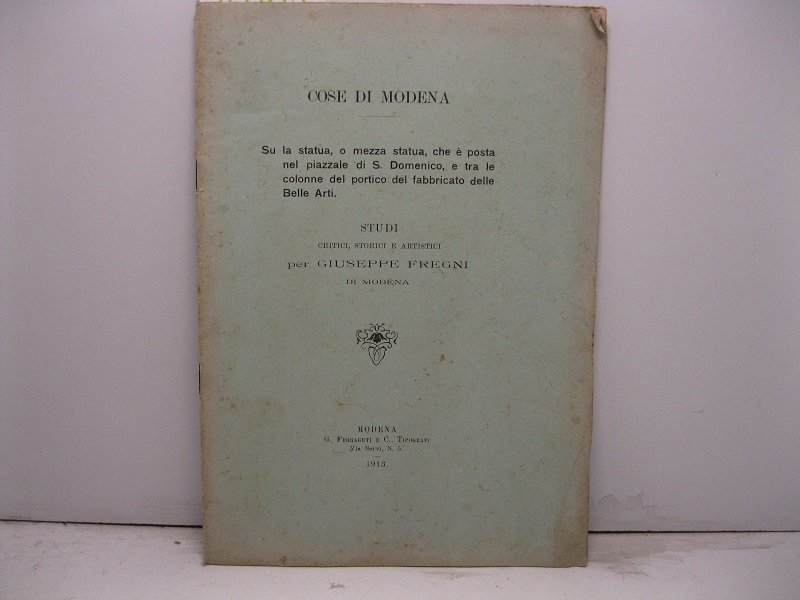 COSE DI MODENA
Su la statua, o mezza statua, che è posta
nel piazzale di S. Domenico, e tra le
colonne del portico del fabbricato delle
Belle Arti.
STUDI
CRITICI, STORICI E ARTISTICI
per GIUSEPPE FREGNI
DI MODENA
MODENA
G. FERRAGUTI E C., TIPOGRAFI
Via Servi, N. 5.
1913